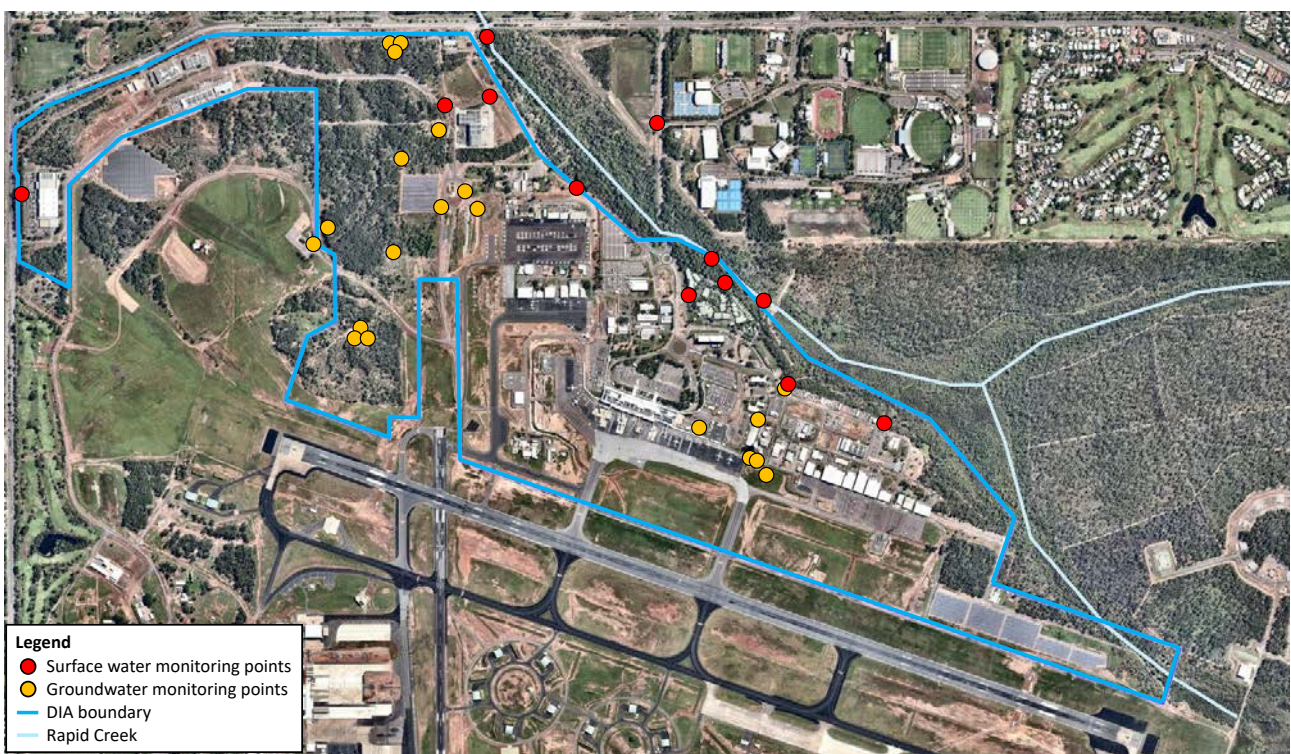 Legend
Surface water monitoring points
Groundwater monitoring points
DIA boundary
Rapid Creek